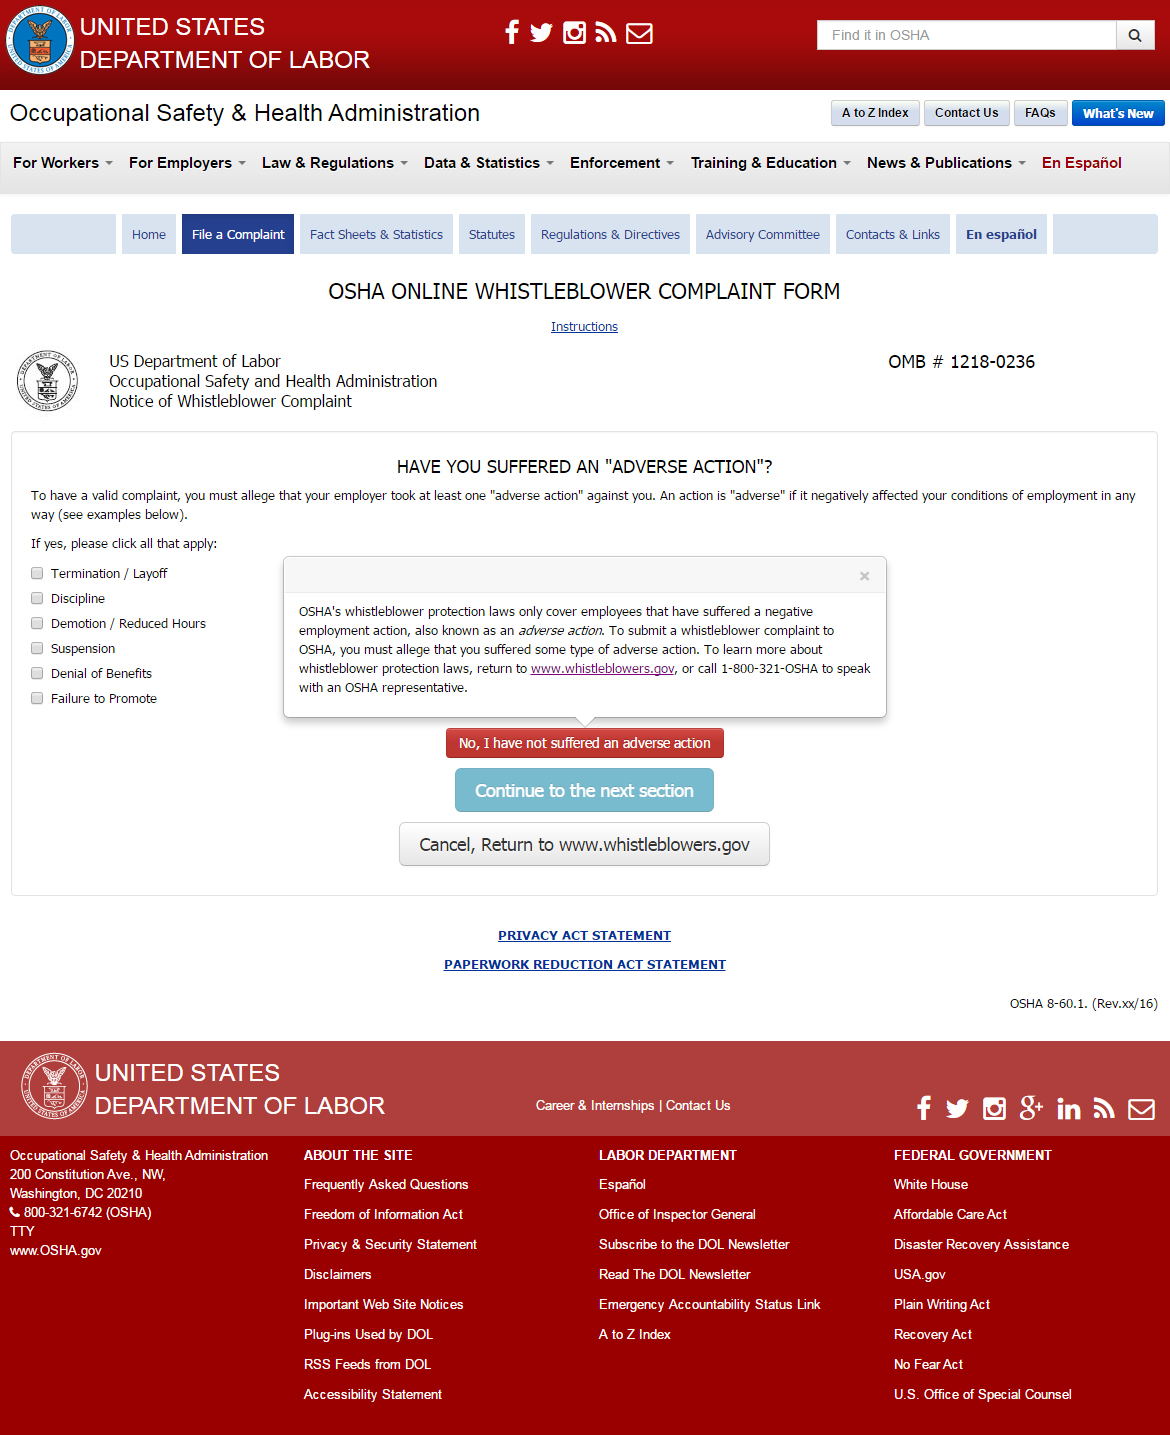 UNITED STATES
DEPARTMENT OF LABOR
Find it in OSHA
Occupational Safety & Health Administration
A to Z Index
Contact Us
FAQs
What's New
For Workers
For Employers
Law & Regulations
Data & Statistics
Enforcement
Training & Education
News & Publications
En Español
Home
File a Complaint
Fact Sheets & Statistics
Statutes
Regulations & Directives
Advisory Committee
Contacts & Links
En español
OSHA ONLINE WHISTLEBLOWER COMPLAINT FORM
Instructions
US Department of Labor
Occupational Safety and Health Administration
Notice of Whistleblower Complaint
OMB # 1218-0236
HAVE YOU SUFFERED AN "ADVERSE ACTION"?
To have a valid complaint, you must allege that your employer took at least one "adverse action" against you. An action is "adverse" if it negatively affected your conditions of employment in any
way (see examples below).
If yes, please click all that apply:
Termination / Layoff
Discipline
Demotion / Reduced Hours
Suspension
Denial of Benefits
Failure to Promote
×
OSHA's whistleblower protection laws only cover employees that have suffered a negative
employment action, also known as an adverse action. To submit a whistleblower complaint to
OSHA, you must allege that you suffered some type of adverse action. To learn more about
whistleblower protection laws, return to www.whistleblowers.gov, or call 1-800-321-OSHA to speak
with an OSHA representative.
No, I have not suffered an adverse action
Continue to the next section
Cancel, Return to www.whistleblowers.gov
PRIVACY ACT STATEMENT
PAPERWORK REDUCTION ACT STATEMENT
OSHA 8-60.1. (Rev.xx/16)
UNITED STATES
DEPARTMENT OF LABOR
Career & Internships | Contact Us
Occupational Safety & Health Administration
200 Constitution Ave., NW,
Washington, DC 20210
800-321-6742 (OSHA)
TTY
www.OSHA.gov
ABOUT THE SITE
Frequently Asked Questions
Freedom of Information Act
Privacy & Security Statement
Disclaimers
Important Web Site Notices
Plug-ins Used by DOL
RSS Feeds from DOL
Accessibility Statement
LABOR DEPARTMENT
Español
Office of Inspector General
Subscribe to the DOL Newsletter
Read The DOL Newsletter
Emergency Accountability Status Link
A to Z Index
FEDERAL GOVERNMENT
White House
Affordable Care Act
Disaster Recovery Assistance
USA.gov
Plain Writing Act
Recovery Act
No Fear Act
U.S. Office of Special Counsel